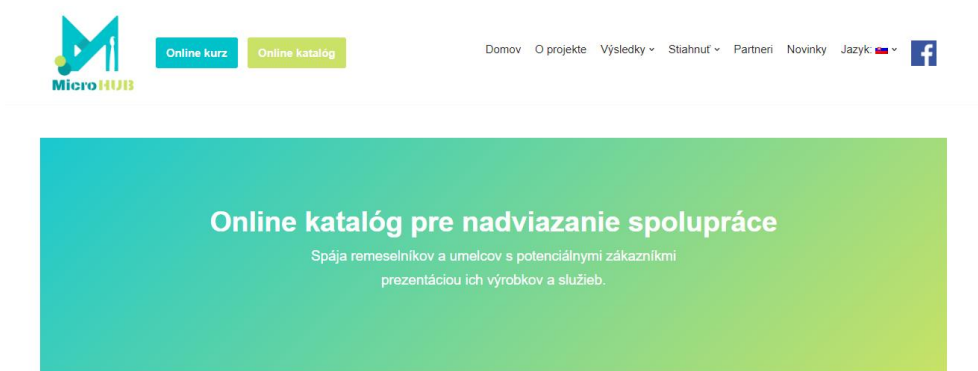 MicroHUB
Online kurz
Online katalóg
Domov O projekte Výsledky Stiahnuť Partneri Novinky Jazyk:
Online katalóg pre nadviazanie spolupráce
Spája remeselníkov a umelcov s potenciálnymi zákazníkmi
prezentáciou ich výrobkov a služieb.